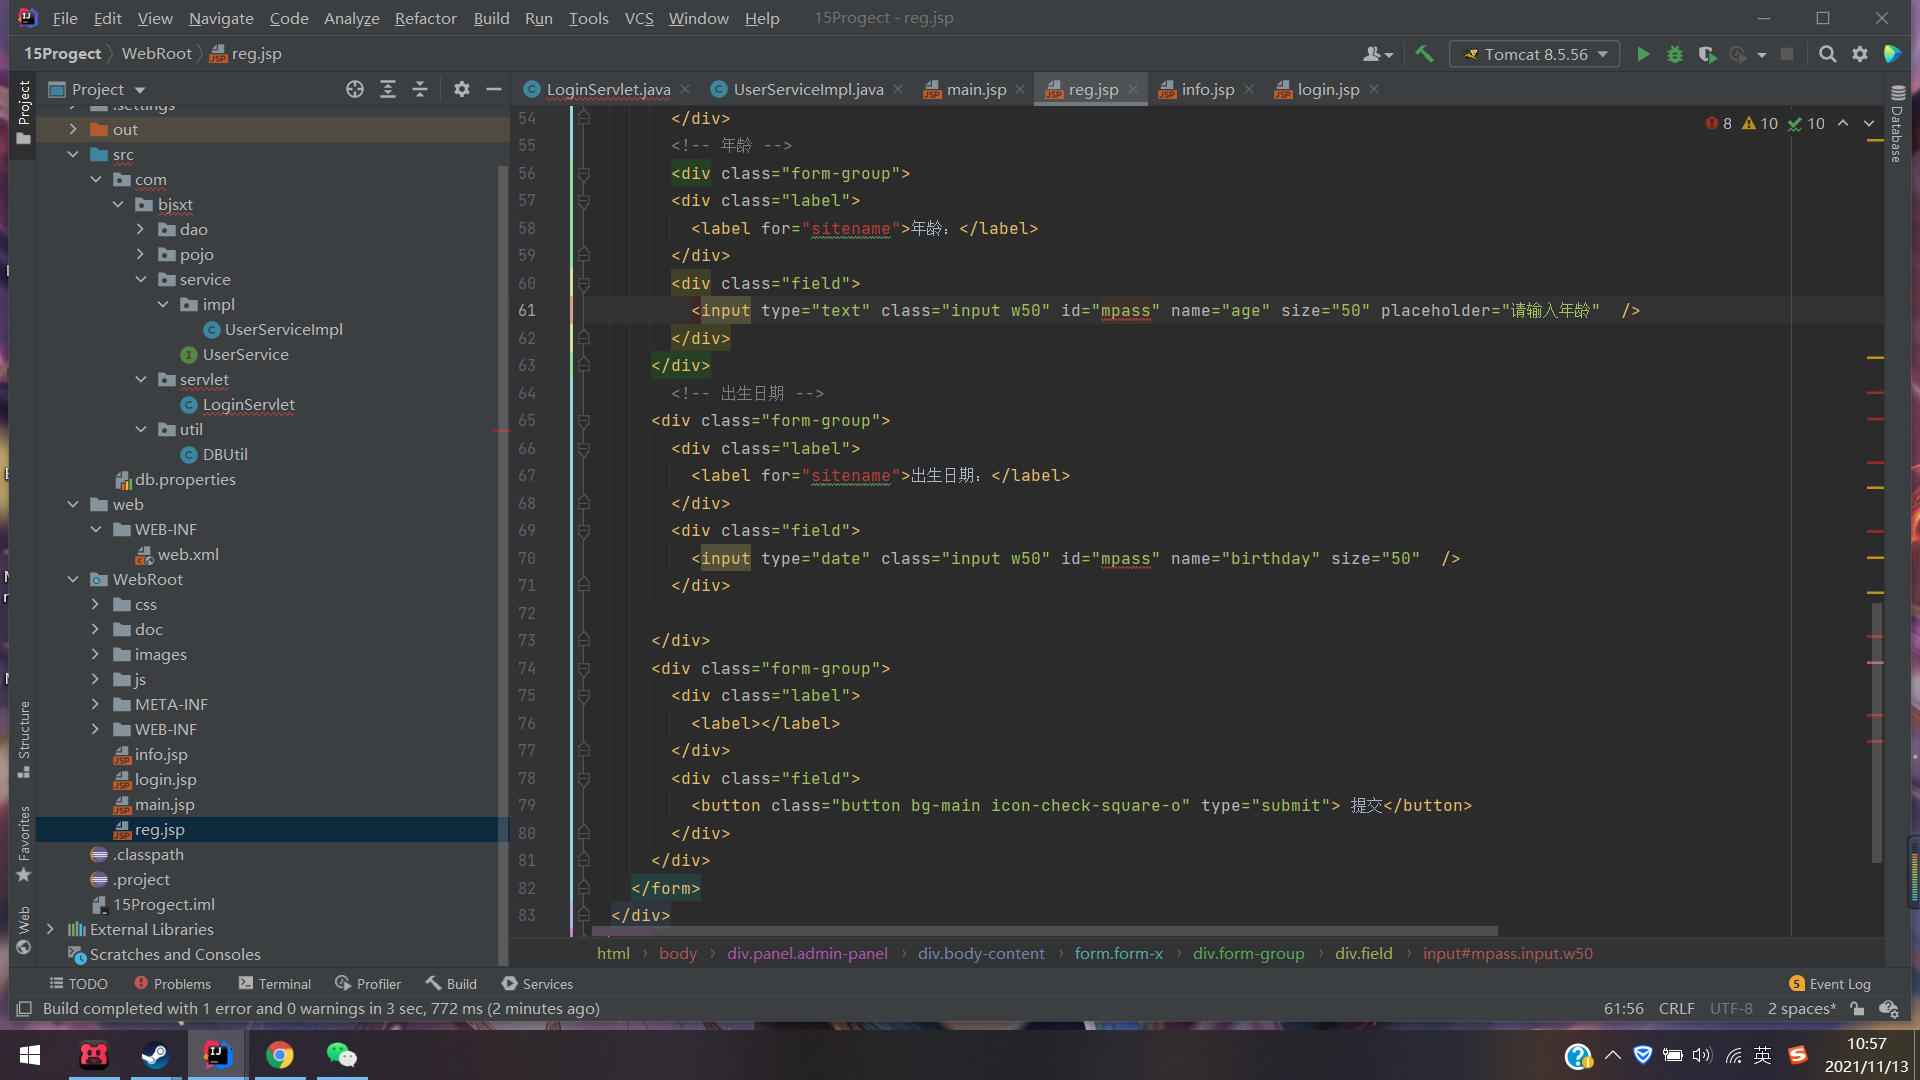 File Edit View Navigate Code Analyze Refactor Build Run Tools VCS Window Help 15Progect - reg.jsp
15Progect WebRoot reg.jsp
Tomcat 8.5.56
Project
Project
LoginServlet.java
UserServiceImpl.java
main.jsp
reg.jsp
info.jsp
login.jsp
Database
8 10 10
.settings
out
src
com
bjsxt
dao
pojo
service
impl
UserServiceImpl
UserService
servlet
LoginServlet
util
DBUtil
db.properties
web
WEB-INF
web.xml
WebRoot
css
doc
images
js
META-INF
WEB-INF
info.jsp
login.jsp
main.jsp
reg.jsp
.classpath
.project
15Progect.iml
External Libraries
Scratches and Consoles
Structure
Favorites
Web
54 </div>
55 <!-- 年龄 -->
56 <div class="form-group">
57 <div class="label">
58 <label for="sitename">年龄：</label>
59 </div>
60 <div class="field">
61 <input type="text" class="input w50" id="mpass" name="age" size="50" placeholder="请输入年龄"  />
62 </div>
63 </div>
64 <!-- 出生日期 -->
65 <div class="form-group">
66 <div class="label">
67 <label for="sitename">出生日期：</label>
68 </div>
69 <div class="field">
70 <input type="date" class="input w50" id="mpass" name="birthday" size="50"  />
71 </div>
72
73 </div>
74 <div class="form-group">
75 <div class="label">
76 <label></label>
77 </div>
78 <div class="field">
79 <button class="button bg-main icon-check-square-o" type="submit"> 提交</button>
80 </div>
81 </div>
82 </form>
83 </div>
html body div.panel.admin-panel div.body-content form.form-x div.form-group div.field input#mpass.input.w50
TODO Problems Terminal Profiler Build Services 5 Event Log
Build completed with 1 error and 0 warnings in 3 sec, 772 ms (2 minutes ago) 61:56 CRLF UTF-8 2 spaces*
英
10:57
2021/11/13